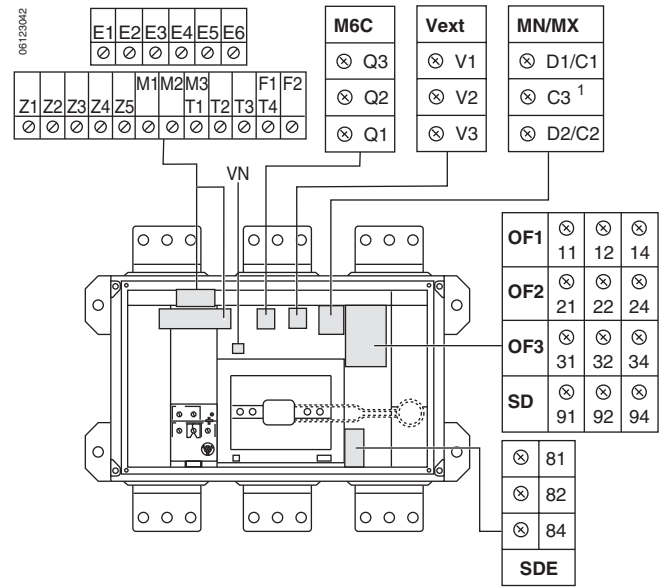 06123042
E1 E2 E3 E4 E5 E6
M1 M2 M3 F1 F2
Z1 Z2 Z3 Z4 Z5 T1 T2 T3 T4
VN
M6C
Q3
Q2
Q1
Vext
V1
V2
V3
MN/MX
D1/C1
C3 1
D2/C2
OF1 11 12 14
OF2 21 22 24
OF3 31 32 34
SD 91 92 94
81
82
84
SDE